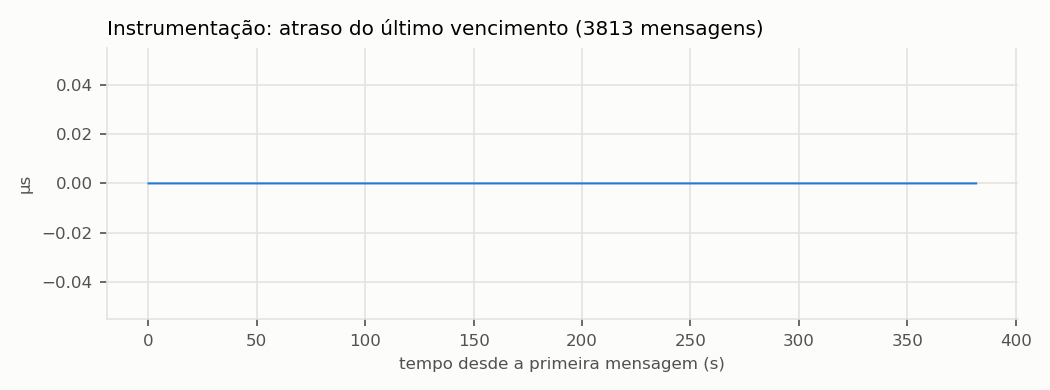 Instrumentação: atraso do último vencimento (3813 mensagens)
0.04
0.02
0.00
−0.02
−0.04
µs
0 50 100 150 200 250 300 350 400
tempo desde a primeira mensagem (s)